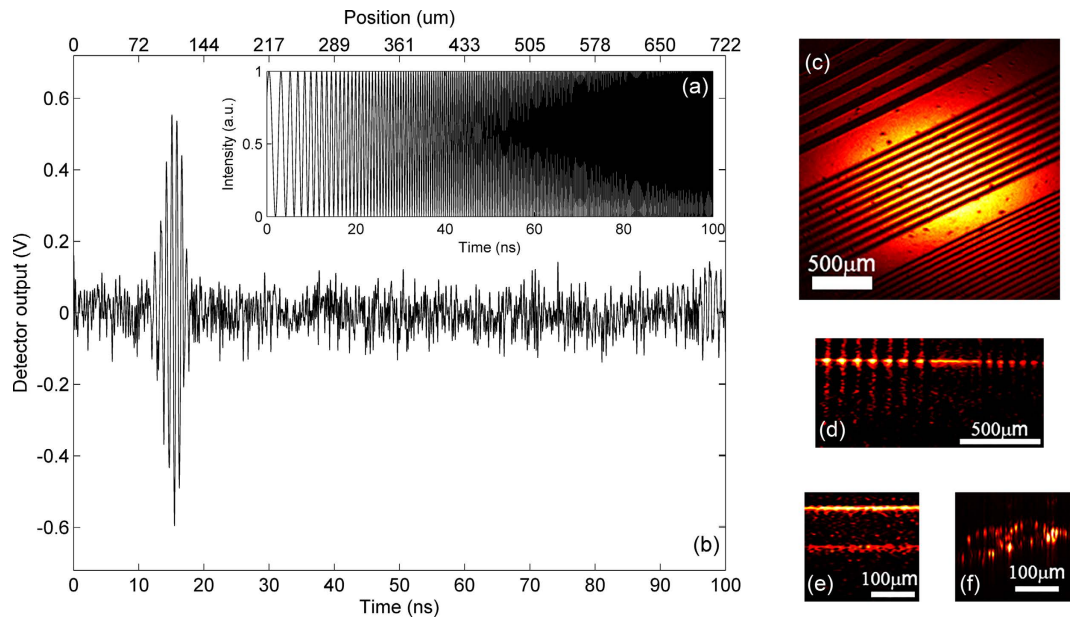 Position (um)
0 72 144 217 289 361 433 505 578 650 722
Detector output (V)
0.6
0.4
0.2
0
-0.2
-0.4
-0.6
(b)
0 10 20 30 40 50 60 70 80 90 100
Time (ns)
(a)
Intensity (a.u.)
1
0.5
0
0 20 40 60 80 100
Time (ns)
(c)
500µm
(d)
500µm
(e)
100µm
(f)
100µm